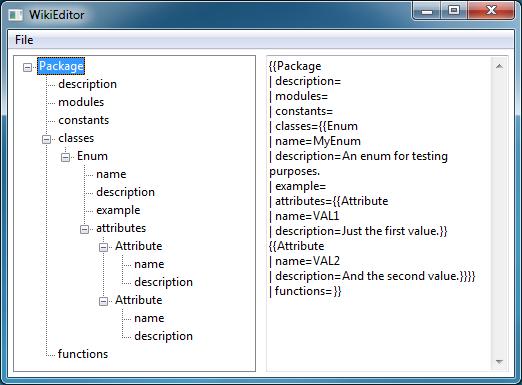 WikiEditor
File
Package
description
modules
constants
classes
Enum
name
description
example
attributes
Attribute
name
description
Attribute
name
description
functions
{{Package
| description=
| modules=
| constants=
| classes={{Enum
| name=MyEnum
| description=An enum for testing
purposes.
| example=
| attributes={{Attribute
| name=VAL1
| description=Just the first value.}}
{{Attribute
| name=VAL2
| description=And the second value.}}}}
| functions=}}